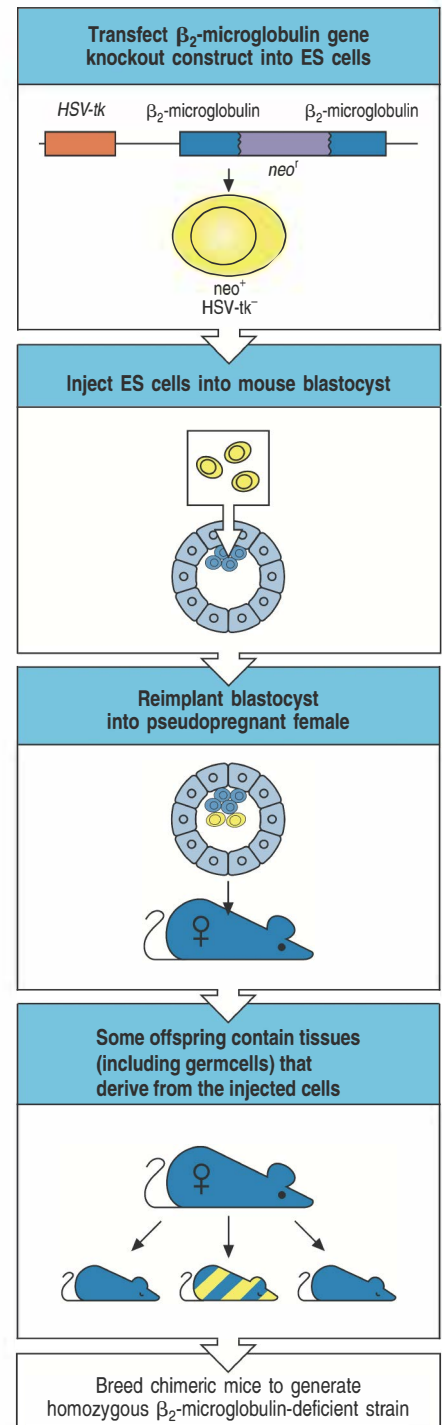 Transfect β₂-microglobulin gene
knockout construct into ES cells
HSV-tk β₂-microglobulin β₂-microglobulin
neoʳ
neo⁺
HSV-tk⁻
Inject ES cells into mouse blastocyst
Reimplant blastocyst
into pseudopregnant female
♀
Some offspring contain tissues
(including germcells) that
derive from the injected cells
♀
Breed chimeric mice to generate
homozygous β₂-microglobulin-deficient strain